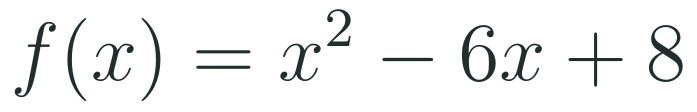 f(x) = x² − 6x + 8